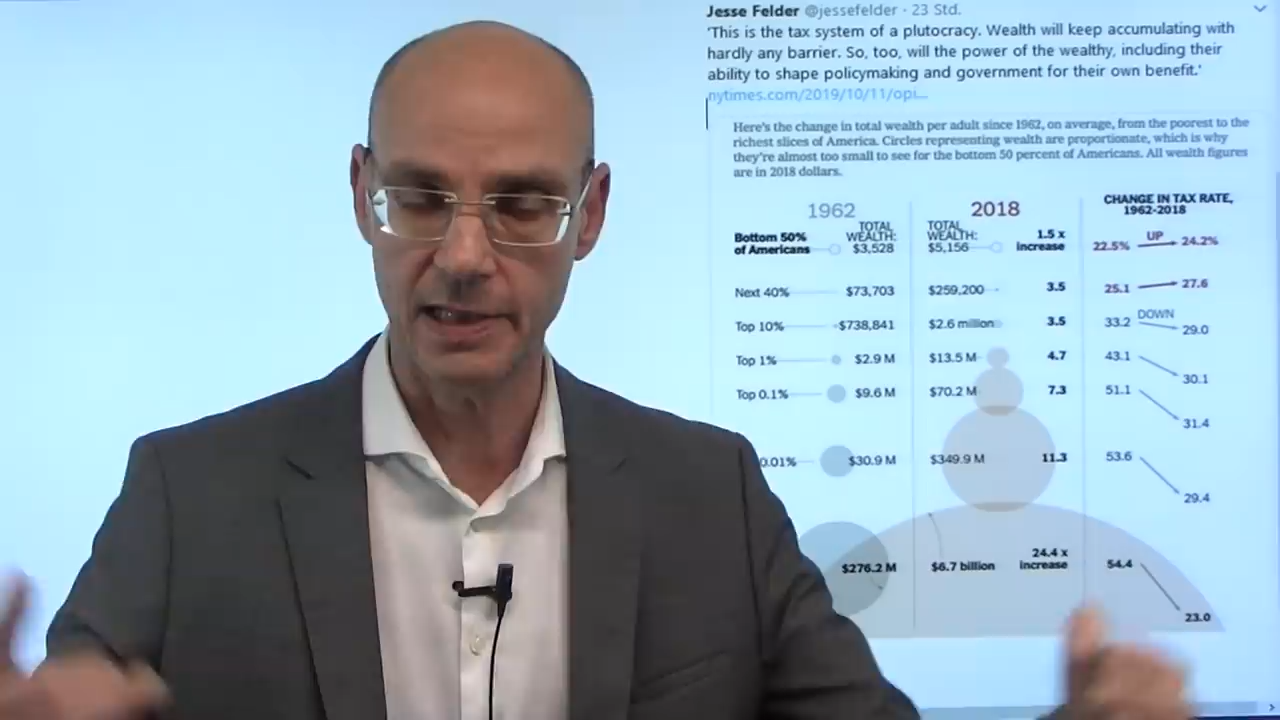 Jesse Felder @jessefelder · 23 Std.
'This is the tax system of a plutocracy. Wealth will keep accumulating with
hardly any barrier. So, too, will the power of the wealthy, including their
ability to shape policymaking and government for their own benefit.'
nytimes.com/2019/10/11/opi...
Here's the change in total wealth per adult since 1962, on average, from the poorest to the
richest slices of America. Circles representing wealth are proportionate, which is why
they're almost too small to see for the bottom 50 percent of Americans. All wealth figures
are in 2018 dollars.
1962 2018 CHANGE IN TAX RATE,
1962-2018
TOTAL TOTAL
Bottom 50% WEALTH: WEALTH: 1.5 x UP
of Americans $3,528 $5,156 increase 22.5% 24.2%
Next 40% $73,703 $259,200 3.5 25.1 27.6
Top 10% $738,841 $2.6 million 3.5 33.2 DOWN 29.0
Top 1% $2.9 M $13.5 M 4.7 43.1 30.1
Top 0.1% $9.6 M $70.2 M 7.3 51.1 31.4
0.01% $30.9 M $349.9 M 11.3 53.6 29.4
$276.2 M $6.7 billion 24.4 x increase 54.4 23.0